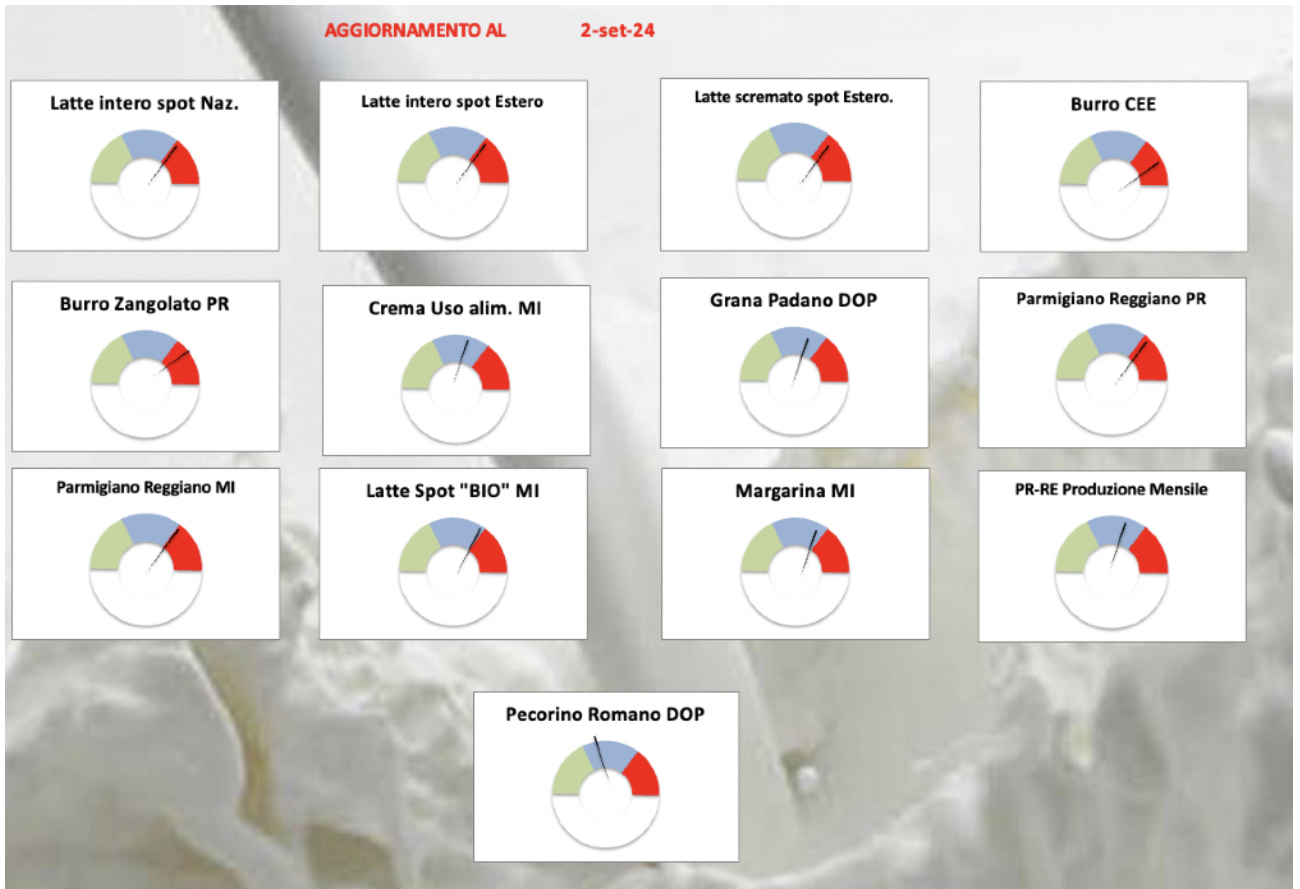 AGGIORNAMENTO AL 2-set-24
Latte intero spot Naz.
Latte intero spot Estero
Latte scremato spot Estero.
Burro CEE
Burro Zangolato PR
Crema Uso alim. MI
Grana Padano DOP
Parmigiano Reggiano PR
Parmigiano Reggiano MI
Latte Spot "BIO" MI
Margarina MI
PR-RE Produzione Mensile
Pecorino Romano DOP